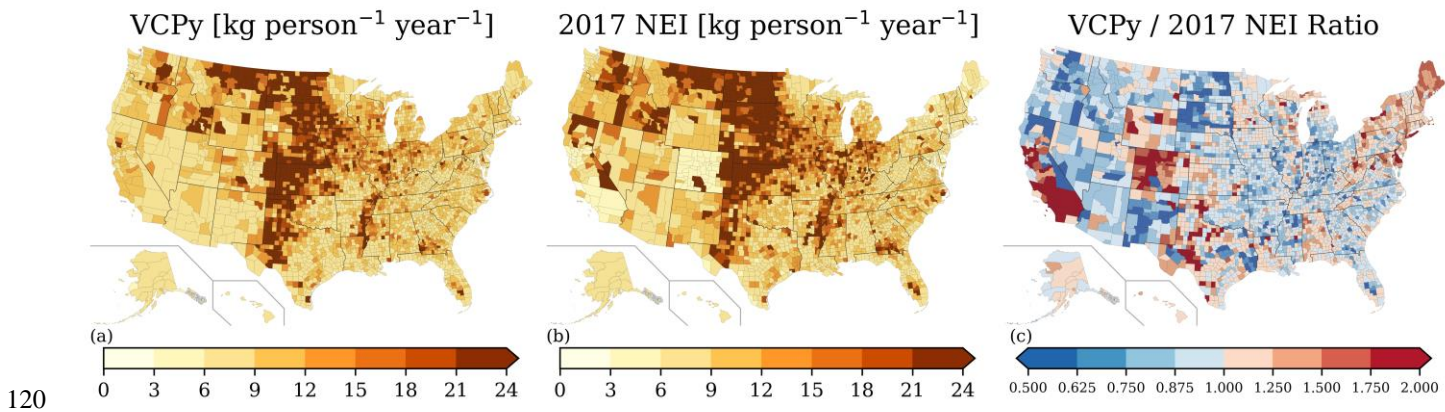 VCPy [kg person⁻¹ year⁻¹]
2017 NEI [kg person⁻¹ year⁻¹]
VCPy / 2017 NEI Ratio
(a)
(b)
(c)
0 3 6 9 12 15 18 21 24
0 3 6 9 12 15 18 21 24
0.500 0.625 0.750 0.875 1.000 1.250 1.500 1.750 2.000
120